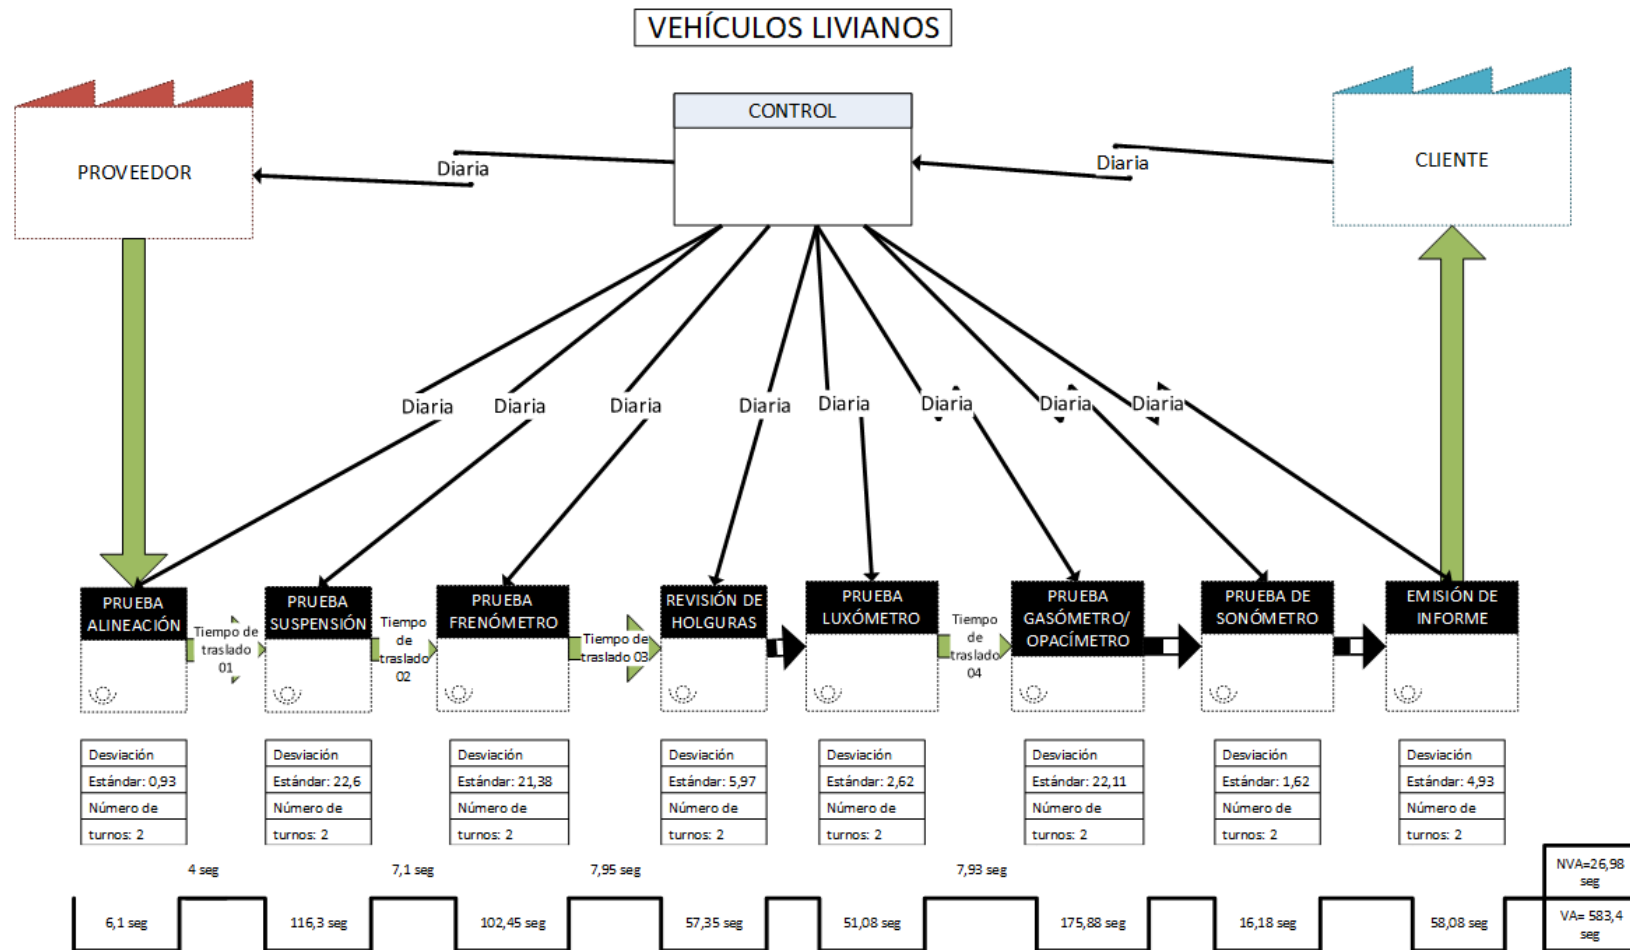 VEHÍCULOS LIVIANOS
CONTROL
PROVEEDOR
Diaria
Diaria
CLIENTE
Diaria
Diaria
Diaria
Diaria
Diaria
Diaria
Diaria
Diaria
PRUEBA
ALINEACIÓN
Tiempo de
traslado
01
PRUEBA
SUSPENSIÓN
Tiempo
de
traslado
02
PRUEBA
FRENÓMETRO
Tiempo de
traslado 03
REVISIÓN DE
HOLGURAS
PRUEBA
LUXÓMETRO
Tiempo
de
traslado
04
PRUEBA
GASÓMETRO/
OPACÍMETRO
PRUEBA DE
SONÓMETRO
EMISIÓN DE
INFORME
Desviación
Estándar: 0,93
Número de
turnos: 2
Desviación
Estándar: 22,6
Número de
turnos: 2
Desviación
Estándar: 21,38
Número de
turnos: 2
Desviación
Estándar: 5,97
Número de
turnos: 2
Desviación
Estándar: 2,62
Número de
turnos: 2
Desviación
Estándar: 22,11
Número de
turnos: 2
Desviación
Estándar: 1,62
Número de
turnos: 2
Desviación
Estándar: 4,93
Número de
turnos: 2
4 seg
7,1 seg
7,95 seg
7,93 seg
NVA=26,98
seg
6,1 seg
116,3 seg
102,45 seg
57,35 seg
51,08 seg
175,88 seg
16,18 seg
58,08 seg
VA= 583,4
seg